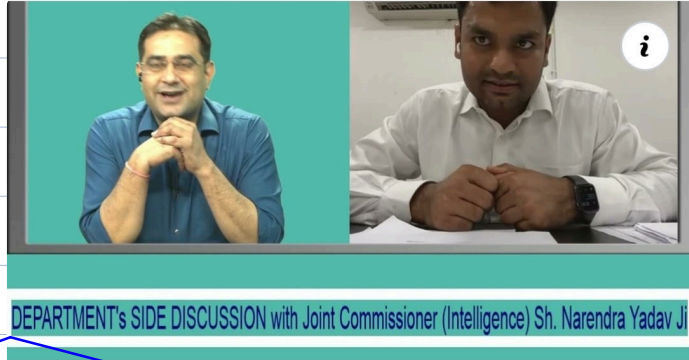 i
DEPARTMENT's SIDE DISCUSSION with Joint Commissioner (Intelligence) Sh. Narendra Yadav Ji